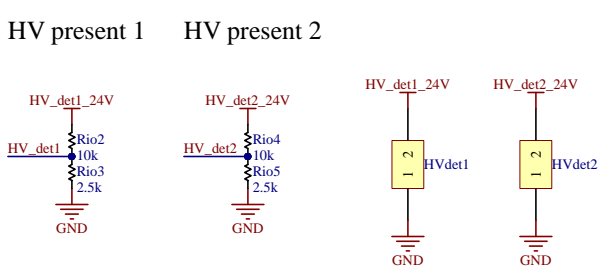 HV present 1
HV present 2
HV_det1_24V
HV_det2_24V
HV_det1_24V
HV_det2_24V
Rio2
HV_det1
10k
Rio3
2.5k
GND
Rio4
HV_det2
10k
Rio5
2.5k
GND
1 2
HVdet1
GND
1 2
HVdet2
GND